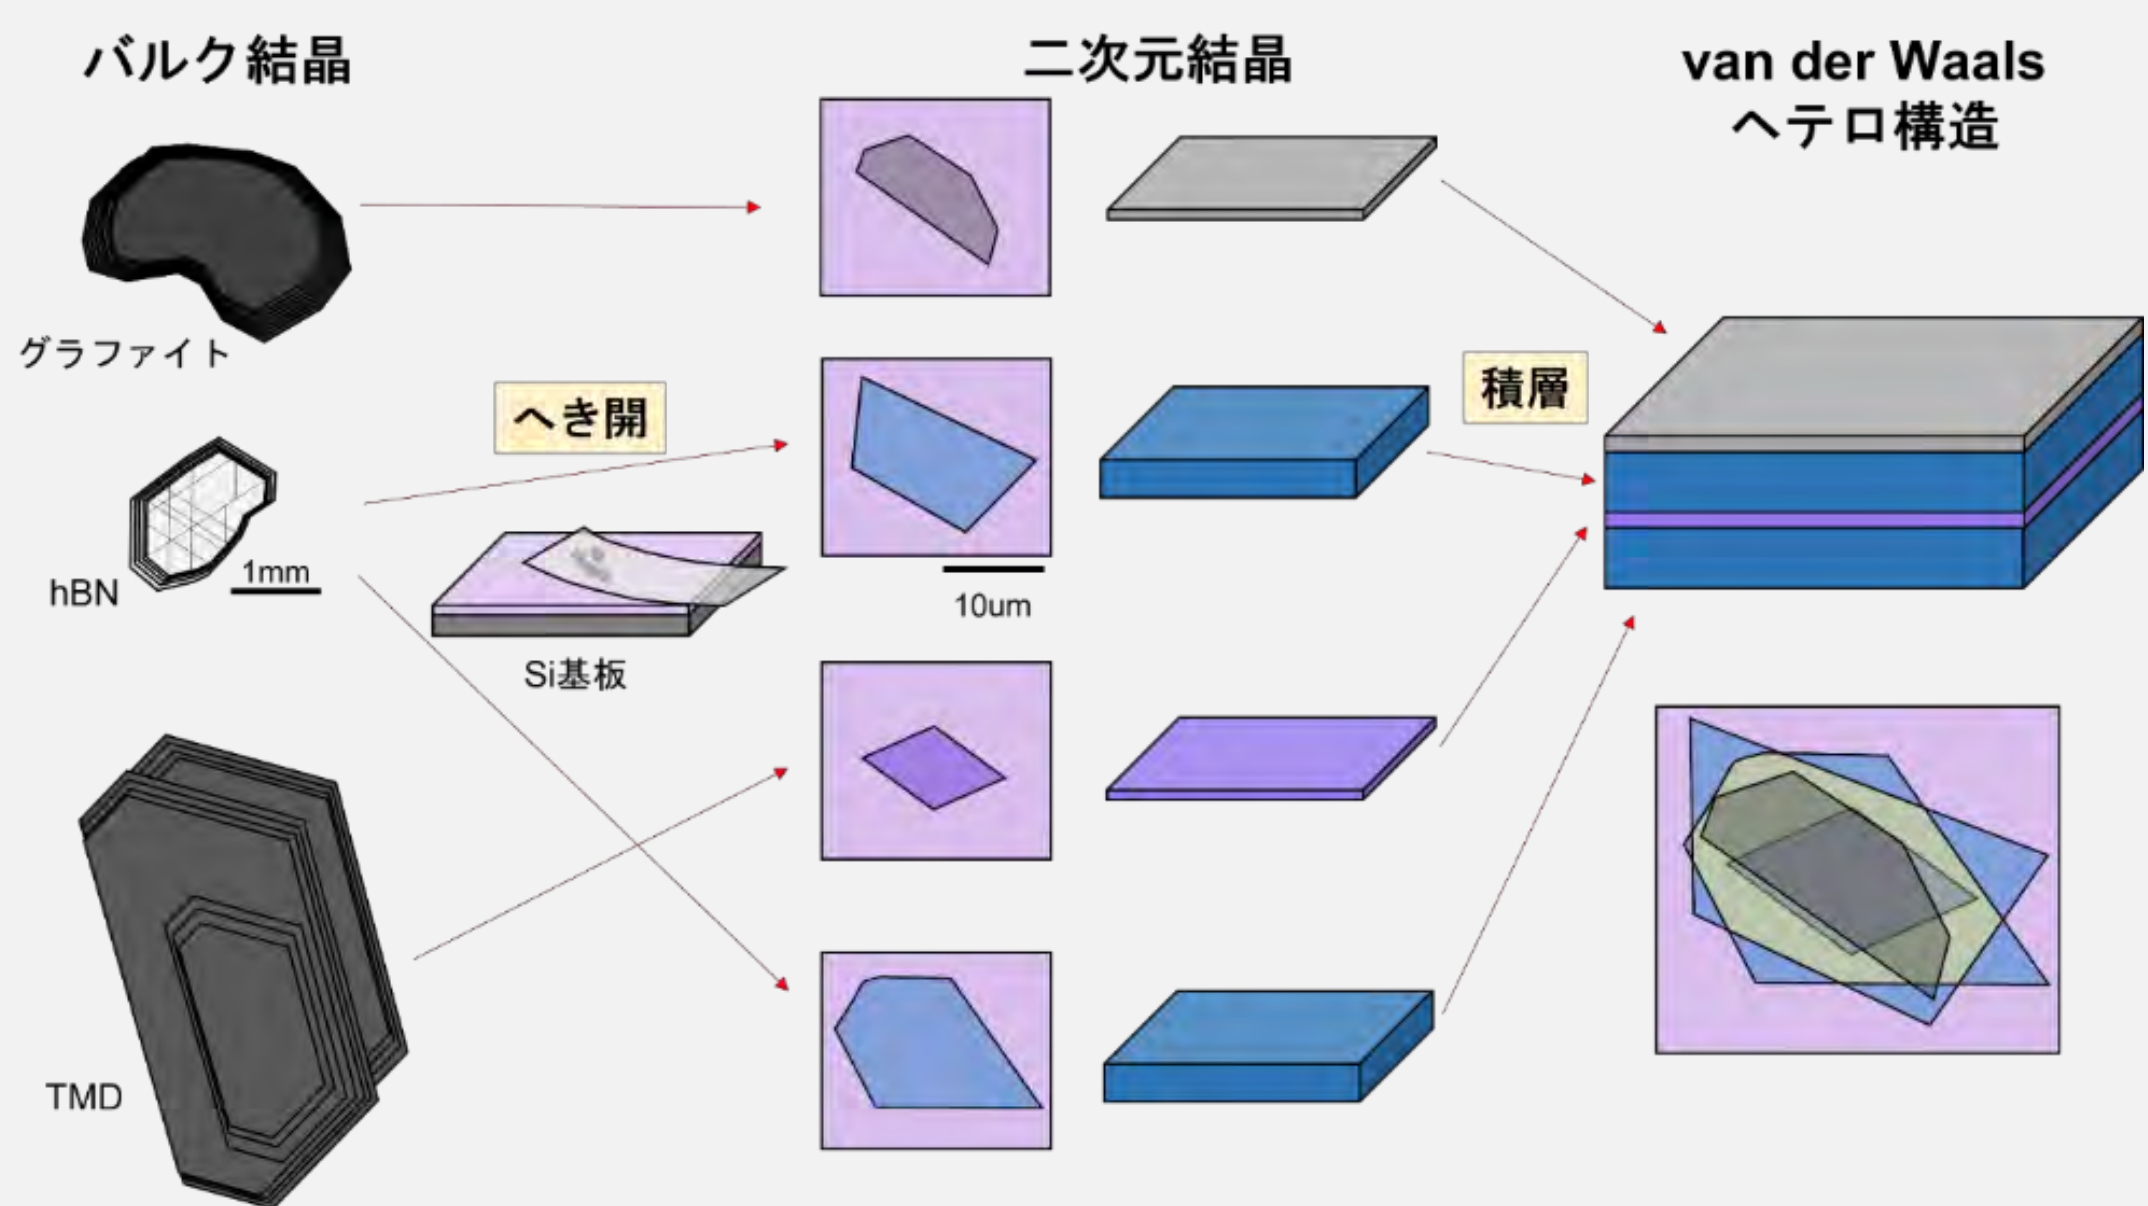 バルク結晶
二次元結晶
van der Waals
ヘテロ構造
グラファイト
へき開
積層
hBN
1mm
10um
Si基板
TMD